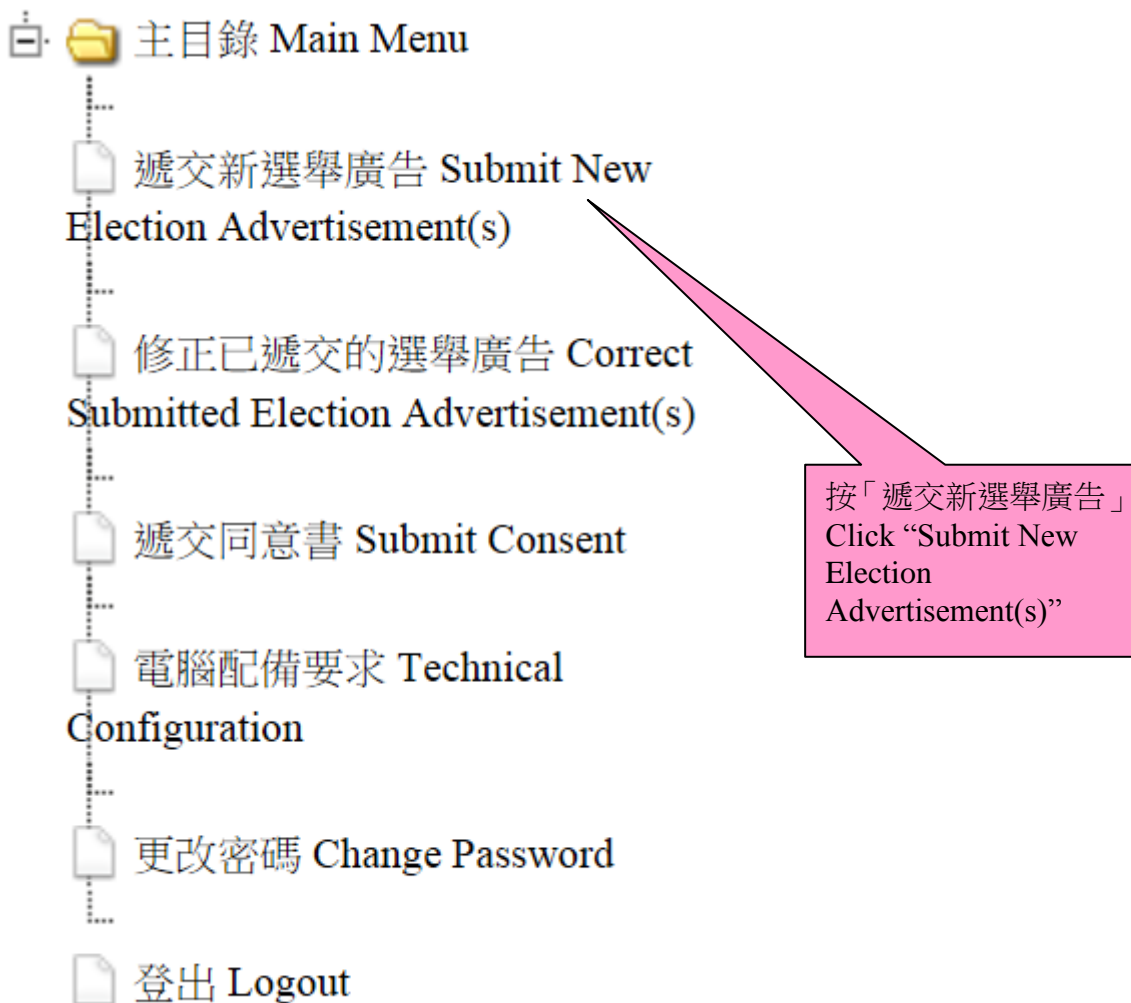 主目錄 Main Menu
遞交新選舉廣告 Submit New
Election Advertisement(s)
修正已遞交的選舉廣告 Correct
Submitted Election Advertisement(s)
按「遞交新選舉廣告」
Click “Submit New
Election
Advertisement(s)”
遞交同意書 Submit Consent
電腦配備要求 Technical
Configuration
更改密碼 Change Password
登出 Logout